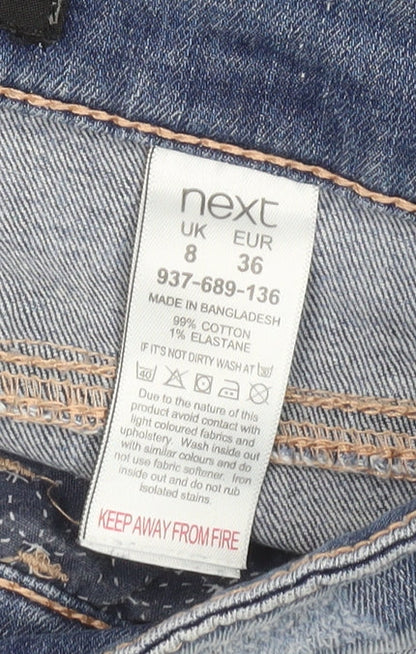 next
UK EUR
8 36
937-689-136
MADE IN BANGLADESH
99% COTTON
1% ELASTANE
IF IT'S NOT DIRTY WASH AT 30
40
Due to the nature of this
product avoid contact with
light coloured fabrics and
upholstery. Wash inside out
with similar colours and do
not use fabric softener. Iron
inside out and do not rub
isolated stains.
KEEP AWAY FROM FIRE